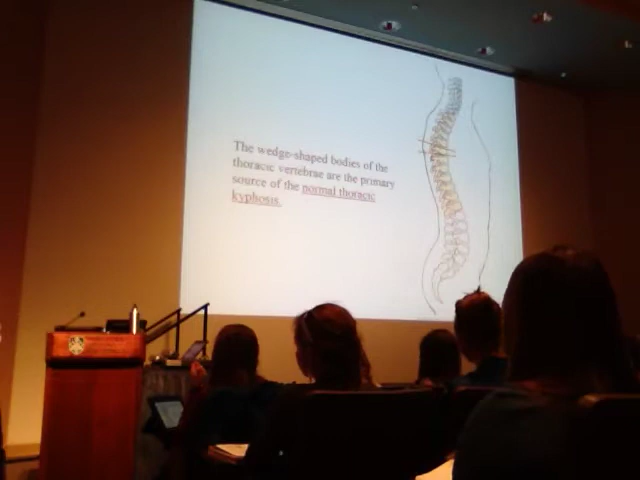 The wedge-shaped bodies of the
thoracic vertebrae are the primary
source of the normal thoracic
kyphosis.